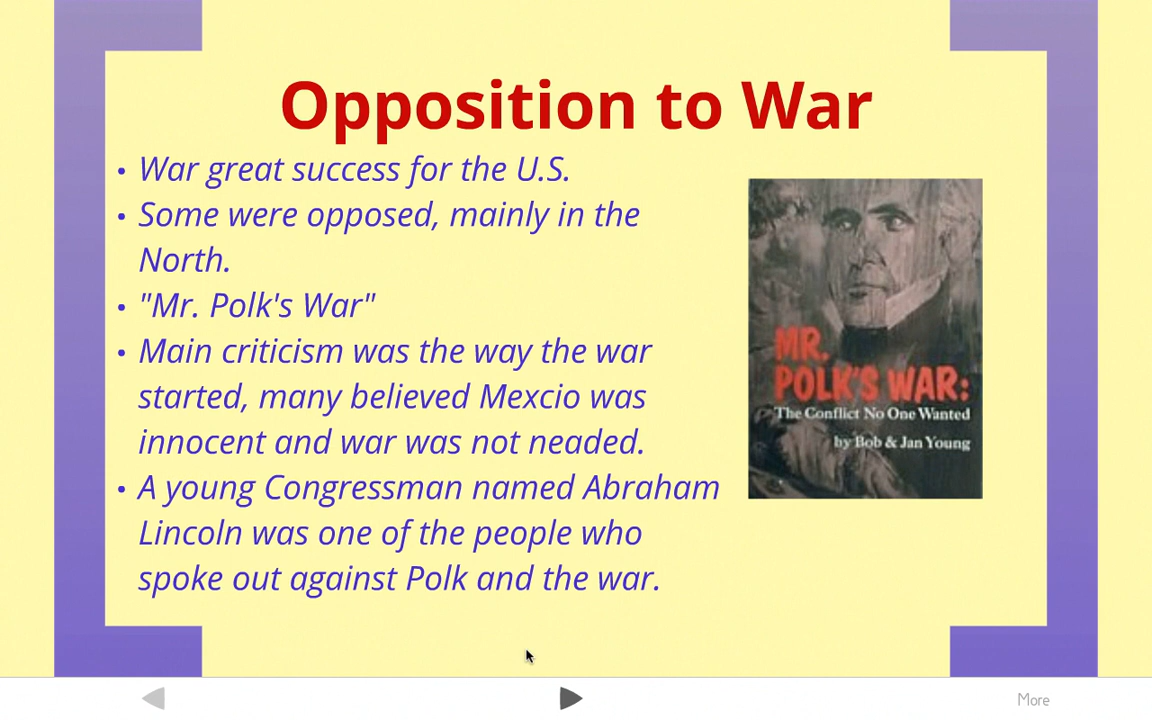 Opposition to War
• War great success for the U.S.
• Some were opposed, mainly in the
North.
• "Mr. Polk's War"
• Main criticism was the way the war
started, many believed Mexcio was
innocent and war was not neaded.
• A young Congressman named Abraham
Lincoln was one of the people who
spoke out against Polk and the war.
MR.
POLK'S WAR:
The Conflict No One Wanted
by Bob & Jan Young
More